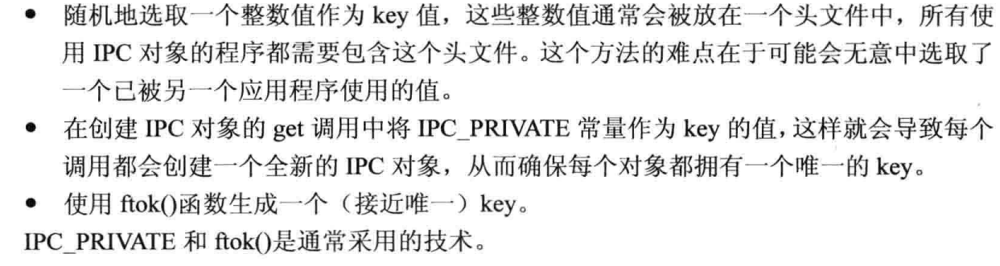 ● 随机地选取一个整数值作为 key 值，这些整数值通常会被放在一个头文件中，所有使
用 IPC 对象的程序都需要包含这个头文件。这个方法的难点在于可能会无意中选取了
一个已被另一个应用程序使用的值。
● 在创建 IPC 对象的 get 调用中将 IPC_PRIVATE 常量作为 key 的值，这样就会导致每个
调用都会创建一个全新的 IPC 对象，从而确保每个对象都拥有一个唯一的 key。
● 使用 ftok()函数生成一个（接近唯一）key。
IPC_PRIVATE 和 ftok()是通常采用的技术。